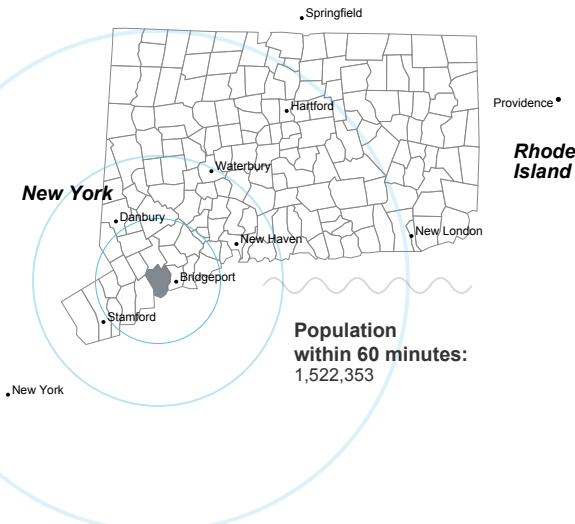 Springfield
Providence
Hartford
Rhode
Island
Waterbury
New York
Danbury
New London
New Haven
Bridgeport
Stamford
Population
within 60 minutes:
1,522,353
New York